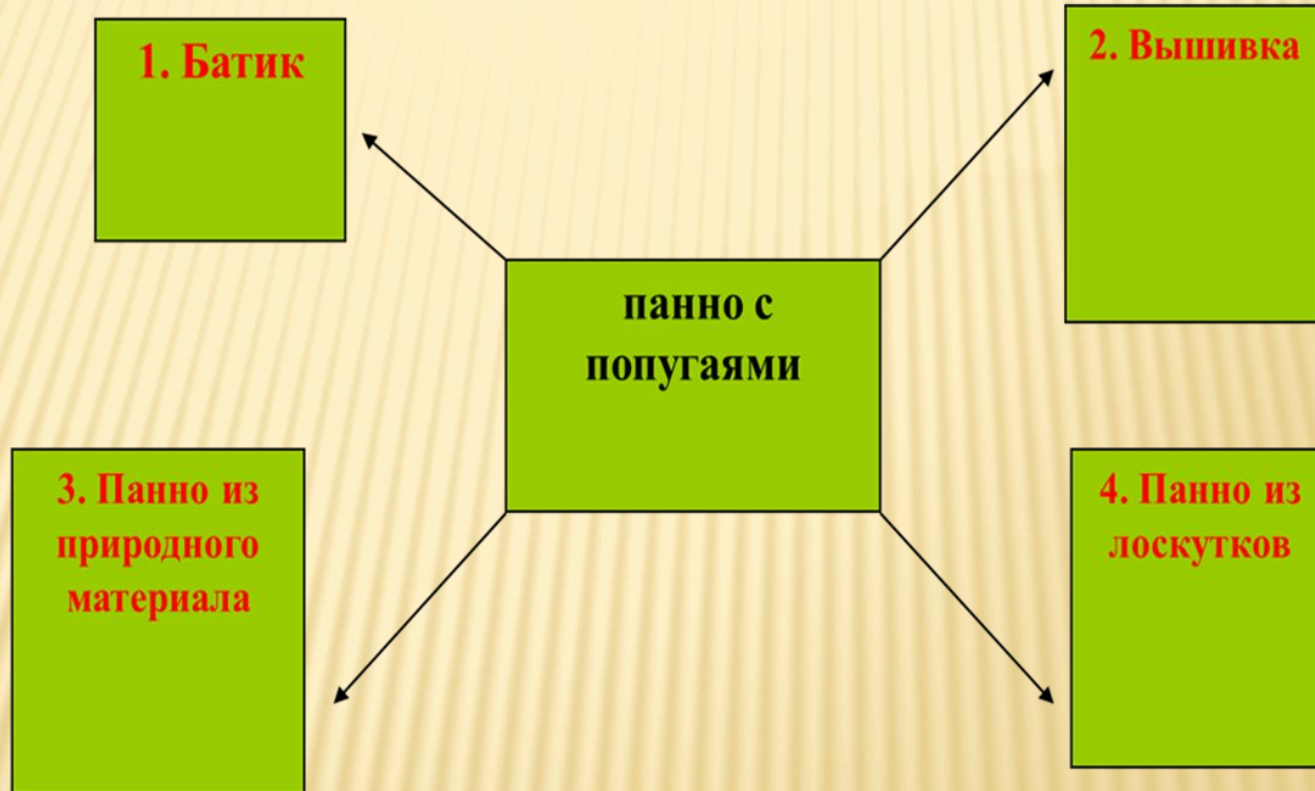 1. Батик
2. Вышивка
панно с
попугаями
3. Панно из
природного
материала
4. Панно из
лоскутков